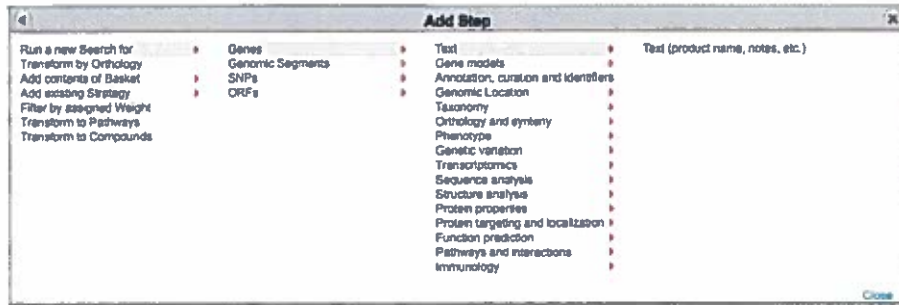 Add Step
Run a new Search for
Transform by Orthology
Add contents of Basket
Add existing Strategy
Filter by assigned Weight
Transform to Pathways
Transform to Compounds
Genes
Genomic Segments
SNPs
ORFs
Text
Gene models
Annotation, curation and identifiers
Genomic Location
Taxonomy
Orthology and synteny
Phenotype
Genetic variation
Transcriptomics
Sequence analysis
Structure analysis
Protein properties
Protein targeting and localization
Function prediction
Pathways and interactions
Immunology
Text (product name, notes, etc.)
Close